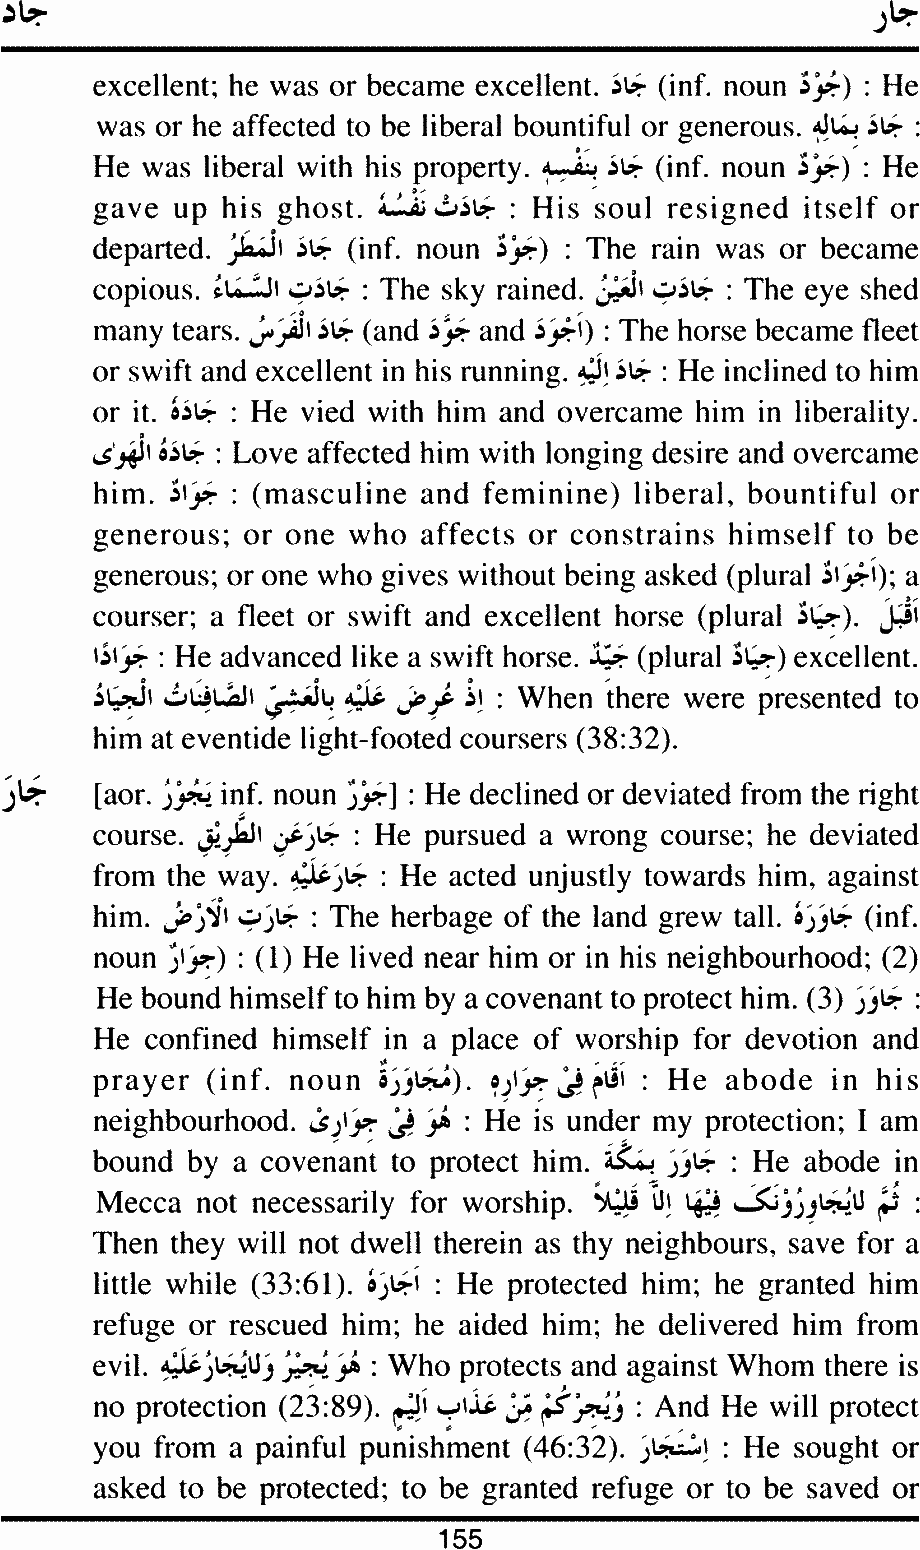 جاد جار
excellent; he was or became excellent. جَادَ (inf. noun جُوْدٌ) : He
was or he affected to be liberal bountiful or generous. جَادَ بِمَالِهٖ :
He was liberal with his property. جَادَ بِنَفْسِهٖ (inf. noun جَوْدٌ) : He
gave up his ghost. جَادَتْ نَفْسُهٗ : His soul resigned itself or
departed. جَادَ الْمَطَرُ (inf. noun جَوْدٌ) : The rain was or became
copious. جَادَتِ السَّمَاءُ : The sky rained. جَادَتِ الْعَيْنُ : The eye shed
many tears. جَادَ الْفَرَسُ (and جَوَّدَ and اَجْوَدَ) : The horse became fleet
or swift and excellent in his running. جَادَ اِلَيْهِ : He inclined to him
or it. جَادَهٗ : He vied with him and overcame him in liberality.
جَادَهُ الْهَوٰى : Love affected him with longing desire and overcame
him. جَوَادٌ : (masculine and feminine) liberal, bountiful or
generous; or one who affects or constrains himself to be
generous; or one who gives without being asked (plural اَجْوَادٌ); a
courser; a fleet or swift and excellent horse (plural جِيَادٌ). اَقْبَلَ
جَوَادًا : He advanced like a swift horse. جَيِّدٌ (plural جِيَادٌ) excellent.
اِذْ عُرِضَ عَلَيْهِ بِالْعَشِيِّ الصَّافِنَاتُ الْجِيَادُ : When there were presented to
him at eventide light-footed coursers (38:32).
جَارَ [aor. يَجُوْرُ inf. noun جَوْرٌ] : He declined or deviated from the right
course. جَارَ عَنِ الطَّرِيْقِ : He pursued a wrong course; he deviated
from the way. جَارَ عَلَيْهِ : He acted unjustly towards him, against
him. جَارَتِ الْاَرْضُ : The herbage of the land grew tall. جَاوَرَهٗ (inf.
noun جِوَارٌ) : (1) He lived near him or in his neighbourhood; (2)
He bound himself to him by a covenant to protect him. (3) جَاوَرَ :
He confined himself in a place of worship for devotion and
prayer (inf. noun مُجَاوَرَةٌ). اَقَامَ فِىْ جِوَارِهٖ : He abode in his
neighbourhood. هُوَ فِىْ جِوَارِىْ : He is under my protection; I am
bound by a covenant to protect him. جَاوَرَ بِمَكَّةَ : He abode in
Mecca not necessarily for worship. ثُمَّ لَايُجَاوِرُوْنَكَ فِيْهَا اِلَّا قَلِيْلًا :
Then they will not dwell therein as thy neighbours, save for a
little while (33:61). اَجَارَهٗ : He protected him; he granted him
refuge or rescued him; he aided him; he delivered him from
evil. هُوَ يُجِيْرُ وَلَايُجَارُ عَلَيْهِ : Who protects and against Whom there is
no protection (23:89). وَيُجِرْكُمْ مِّنْ عَذَابٍ اَلِيْمٍ : And He will protect
you from a painful punishment (46:32). اِسْتَجَارَ : He sought or
asked to be protected; to be granted refuge or to be saved or
155